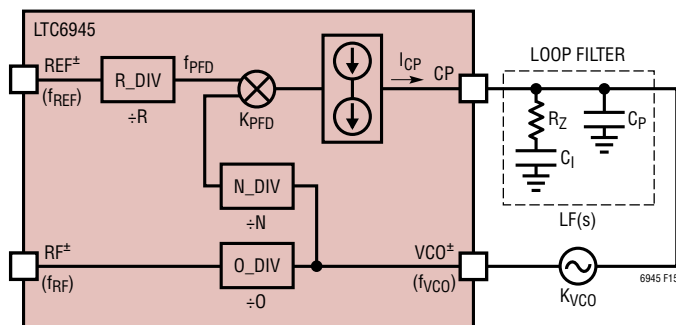 LTC6945
REF±
(fREF)
R_DIV
÷R
fPFD
KPFD
ICP
CP
LOOP FILTER
RZ
CI
CP
LF(s)
N_DIV
÷N
RF±
(fRF)
O_DIV
÷O
VCO±
(fVCO)
KVCO
6945 F15